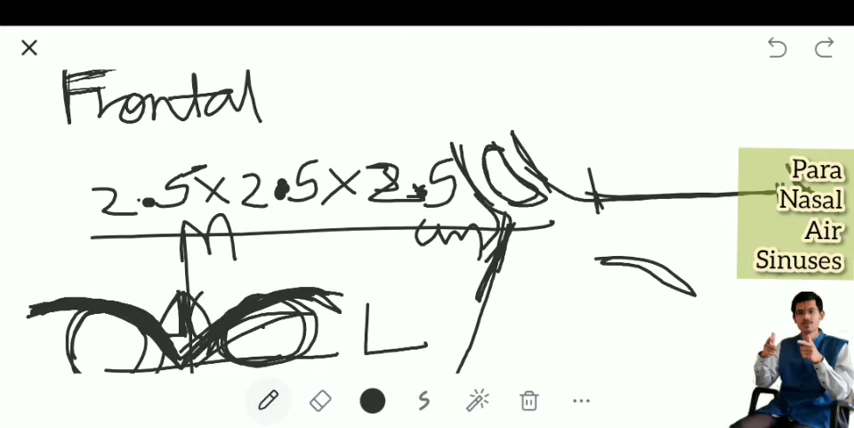 Frontal
2.5×2.5×2.5
M
(cm)
L
Para
Nasal
Air
Sinuses